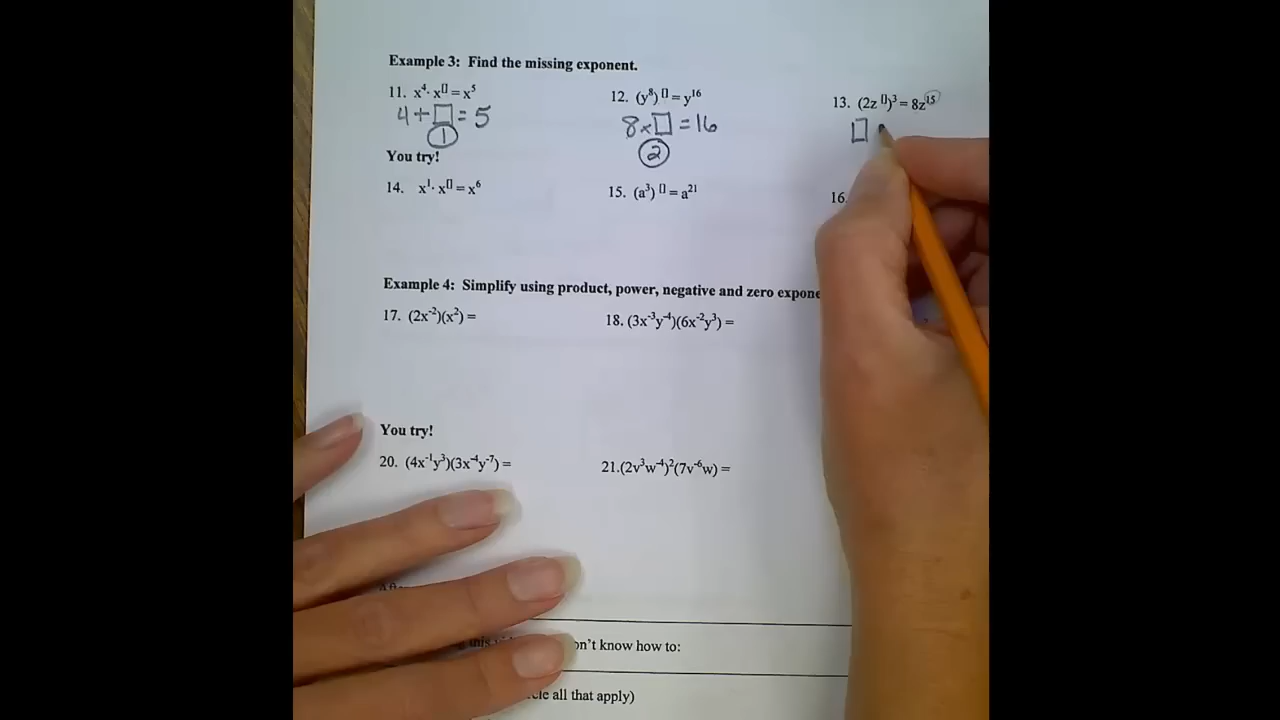 Example 3: Find the missing exponent.
11. x⁴· x^[] = x⁵ 12. (y⁸)^[] = y¹⁶ 13. (2z^[])³ = 8z¹⁵
4 + □ = 5 8 × □ = 16 □
① ②
You try!
14. x¹· x^[] = x⁶ 15. (a³)^[] = a²¹ 16.
Example 4: Simplify using product, power, negative and zero
17. (2x⁻²)(x²) = 18. (3x⁻³y⁻⁴)(6x⁻²y³) =
You try!
20. (4x⁻¹y³)(3x⁻⁴y⁻⁷) = 21.(2v³w⁻⁴)²(7v⁻⁶w) =
this know how to:
all that apply)